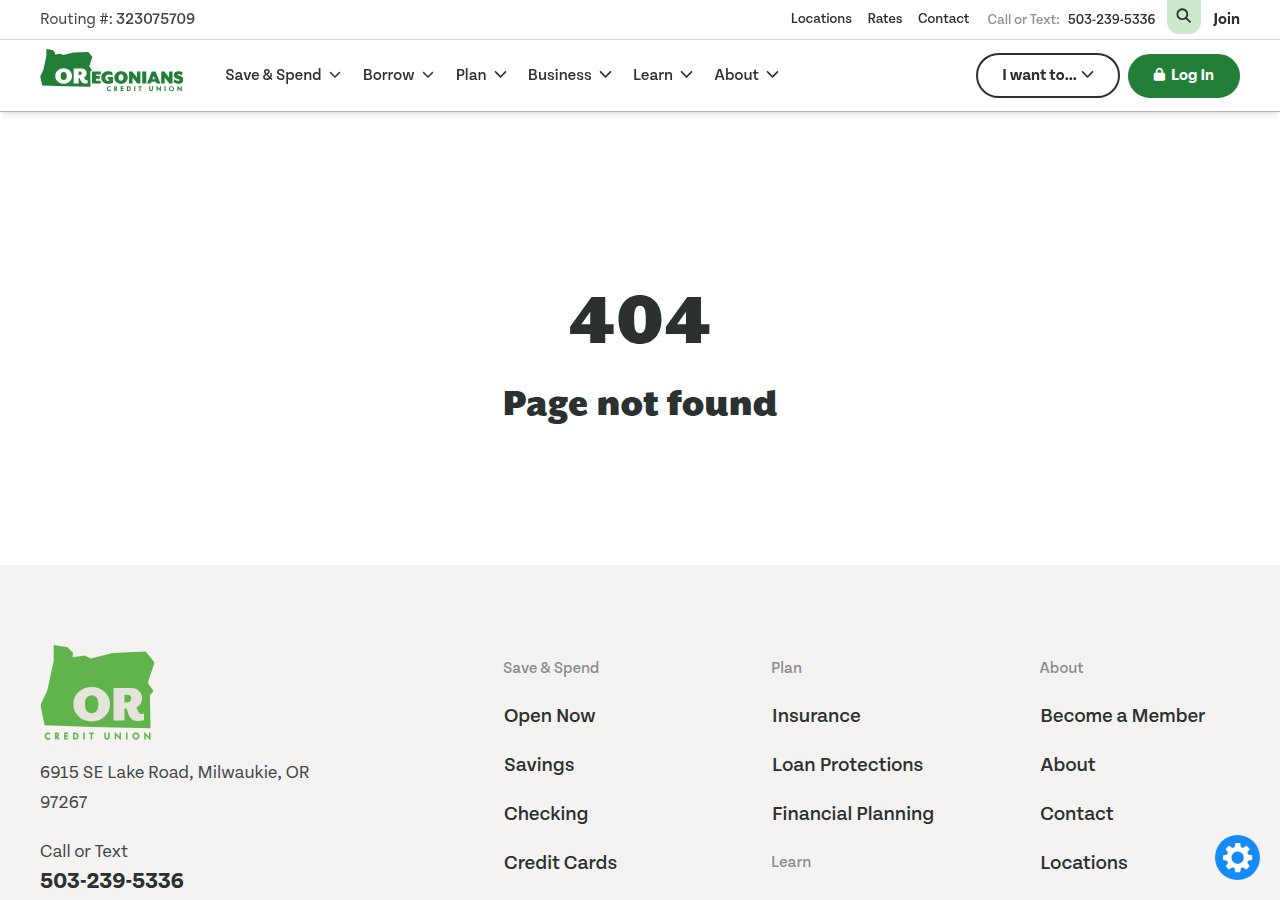 Routing #: 323075709
Locations Rates Contact Call or Text: 503-239-5336 Join
OREGONIANS
CREDIT UNION
Save & Spend Borrow Plan Business Learn About I want to... Log In
404
Page not found
OR
CREDIT UNION
6915 SE Lake Road, Milwaukie, OR
97267
Call or Text
503-239-5336
Save & Spend
Open Now
Savings
Checking
Credit Cards
Plan
Insurance
Loan Protections
Financial Planning
Learn
About
Become a Member
About
Contact
Locations